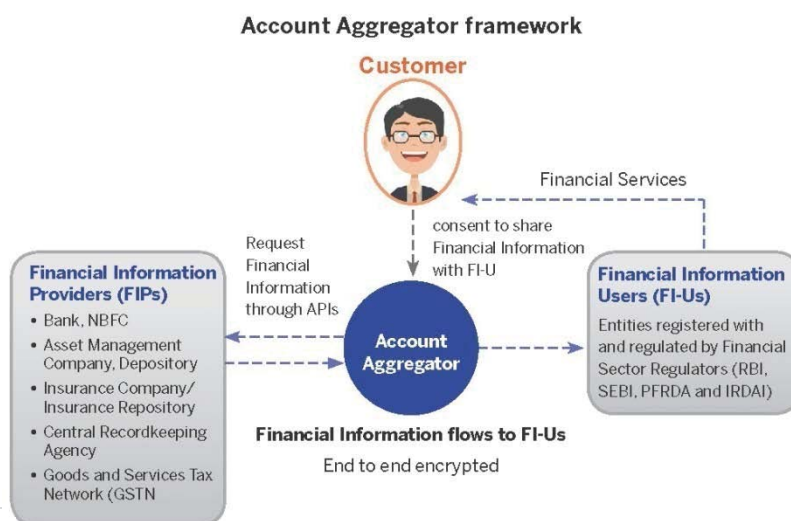 Account Aggregator framework
Customer
Financial Services
consent to share
Financial Information
with FI-U
Request
Financial
Information
through APIs
Financial Information
Providers (FIPs)
• Bank, NBFC
• Asset Management
Company, Depository
• Insurance Company/
Insurance Repository
• Central Recordkeeping
Agency
• Goods and Services Tax
Network (GSTN
Account
Aggregator
Financial Information
Users (FI-Us)
Entities registered with
and regulated by Financial
Sector Regulators (RBI,
SEBI, PFRDA and IRDAI)
Financial Information flows to FI-Us
End to end encrypted